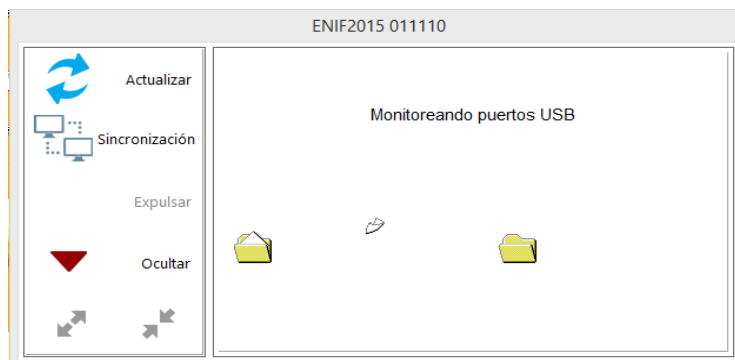 ENIF2015 011110
Actualizar
Sincronización
Expulsar
Ocultar
Monitoreando puertos USB